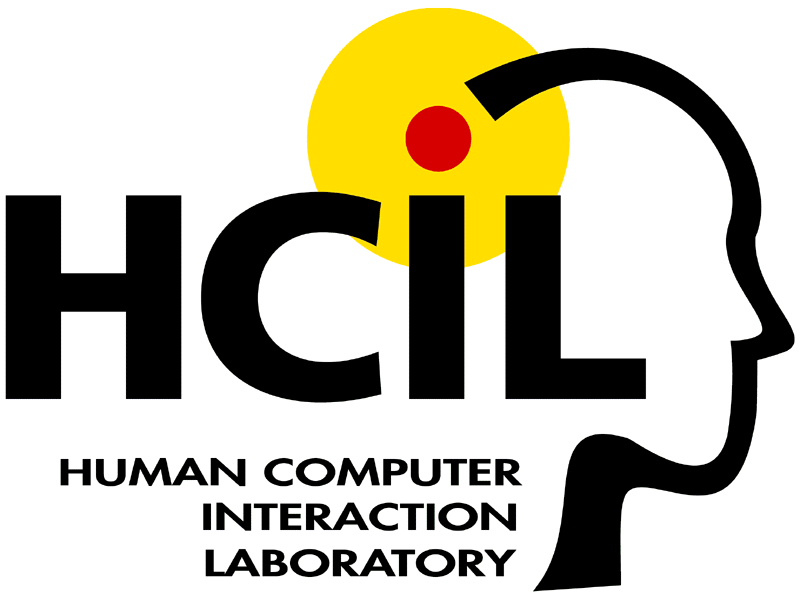 HCiL
HUMAN COMPUTER
INTERACTION
LABORATORY